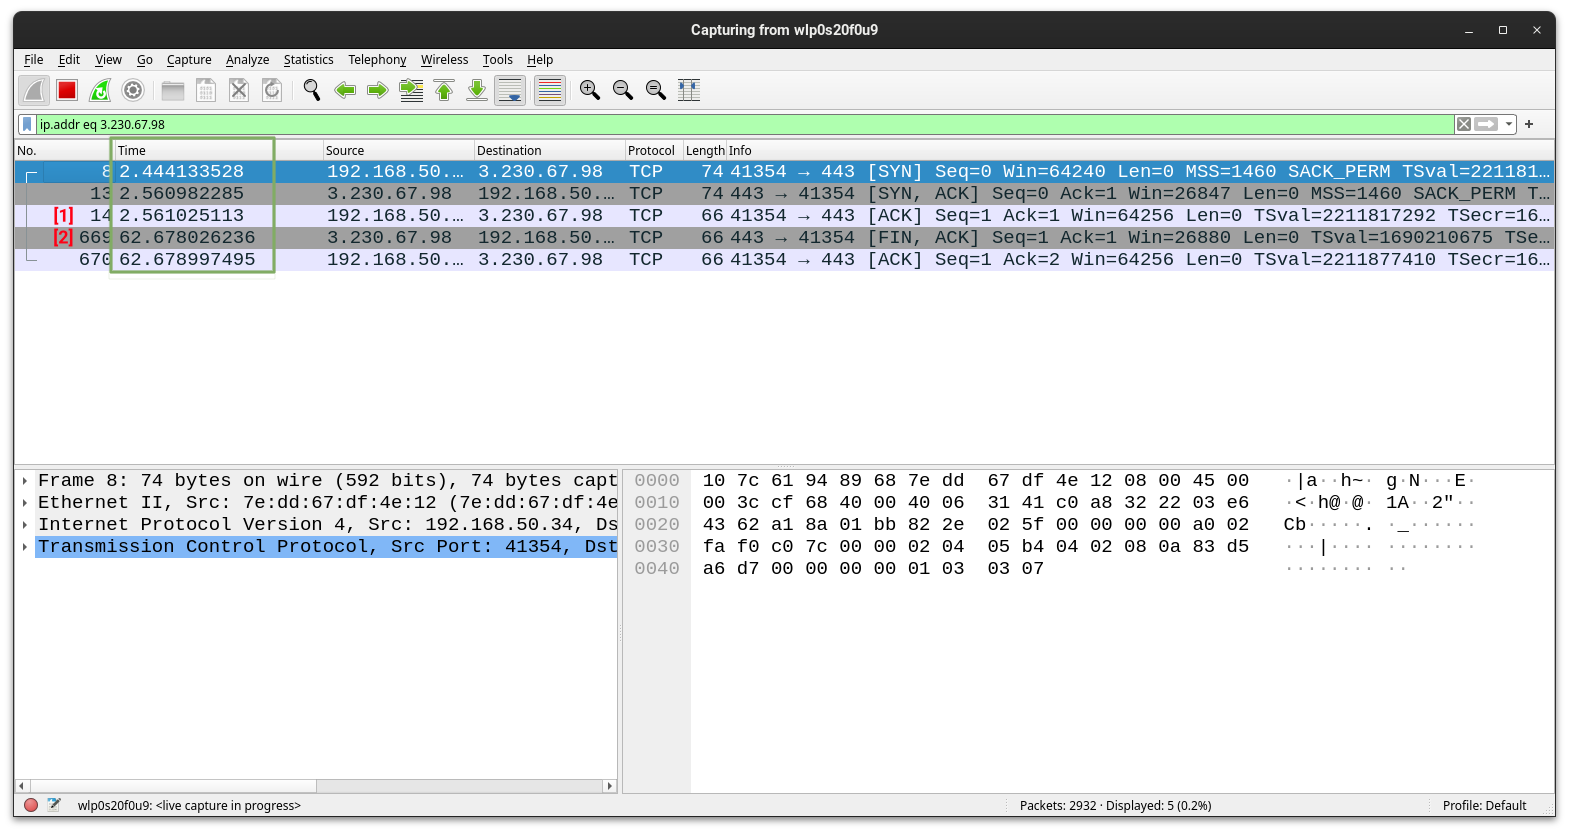 Capturing from wlp0s20f0u9
File Edit View Go Capture Analyze Statistics Telephony Wireless Tools Help
ip.addr eq 3.230.67.98
No. Time Source Destination Protocol Length Info
8 2.444133528 192.168.50.… 3.230.67.98 TCP 74 41354 → 443 [SYN] Seq=0 Win=64240 Len=0 MSS=1460 SACK_PERM TSval=221181…
13 2.560982285 3.230.67.98 192.168.50.… TCP 74 443 → 41354 [SYN, ACK] Seq=0 Ack=1 Win=26847 Len=0 MSS=1460 SACK_PERM T…
[1] 14 2.561025113 192.168.50.… 3.230.67.98 TCP 66 41354 → 443 [ACK] Seq=1 Ack=1 Win=64256 Len=0 TSval=2211817292 TSecr=16…
[2] 669 62.678026236 3.230.67.98 192.168.50.… TCP 66 443 → 41354 [FIN, ACK] Seq=1 Ack=1 Win=26880 Len=0 TSval=1690210675 TSe…
670 62.678997495 192.168.50.… 3.230.67.98 TCP 66 41354 → 443 [ACK] Seq=1 Ack=2 Win=64256 Len=0 TSval=2211877410 TSecr=16…
Frame 8: 74 bytes on wire (592 bits), 74 bytes capt
Ethernet II, Src: 7e:dd:67:df:4e:12 (7e:dd:67:df:4e
Internet Protocol Version 4, Src: 192.168.50.34, Ds
Transmission Control Protocol, Src Port: 41354, Dst
0000 10 7c 61 94 89 68 7e dd 67 df 4e 12 08 00 45 00 ·|a··h~· g·N···E·
0010 00 3c cf 68 40 00 40 06 31 41 c0 a8 32 22 03 e6 ·<·h@·@· 1A··2"··
0020 43 62 a1 8a 01 bb 82 2e 02 5f 00 00 00 00 a0 02 Cb·····. ·_······
0030 fa f0 c0 7c 00 00 02 04 05 b4 04 02 08 0a 83 d5 ···|···· ········
0040 a6 d7 00 00 00 00 01 03 03 07 ········ ··
wlp0s20f0u9: <live capture in progress> Packets: 2932 · Displayed: 5 (0.2%) Profile: Default